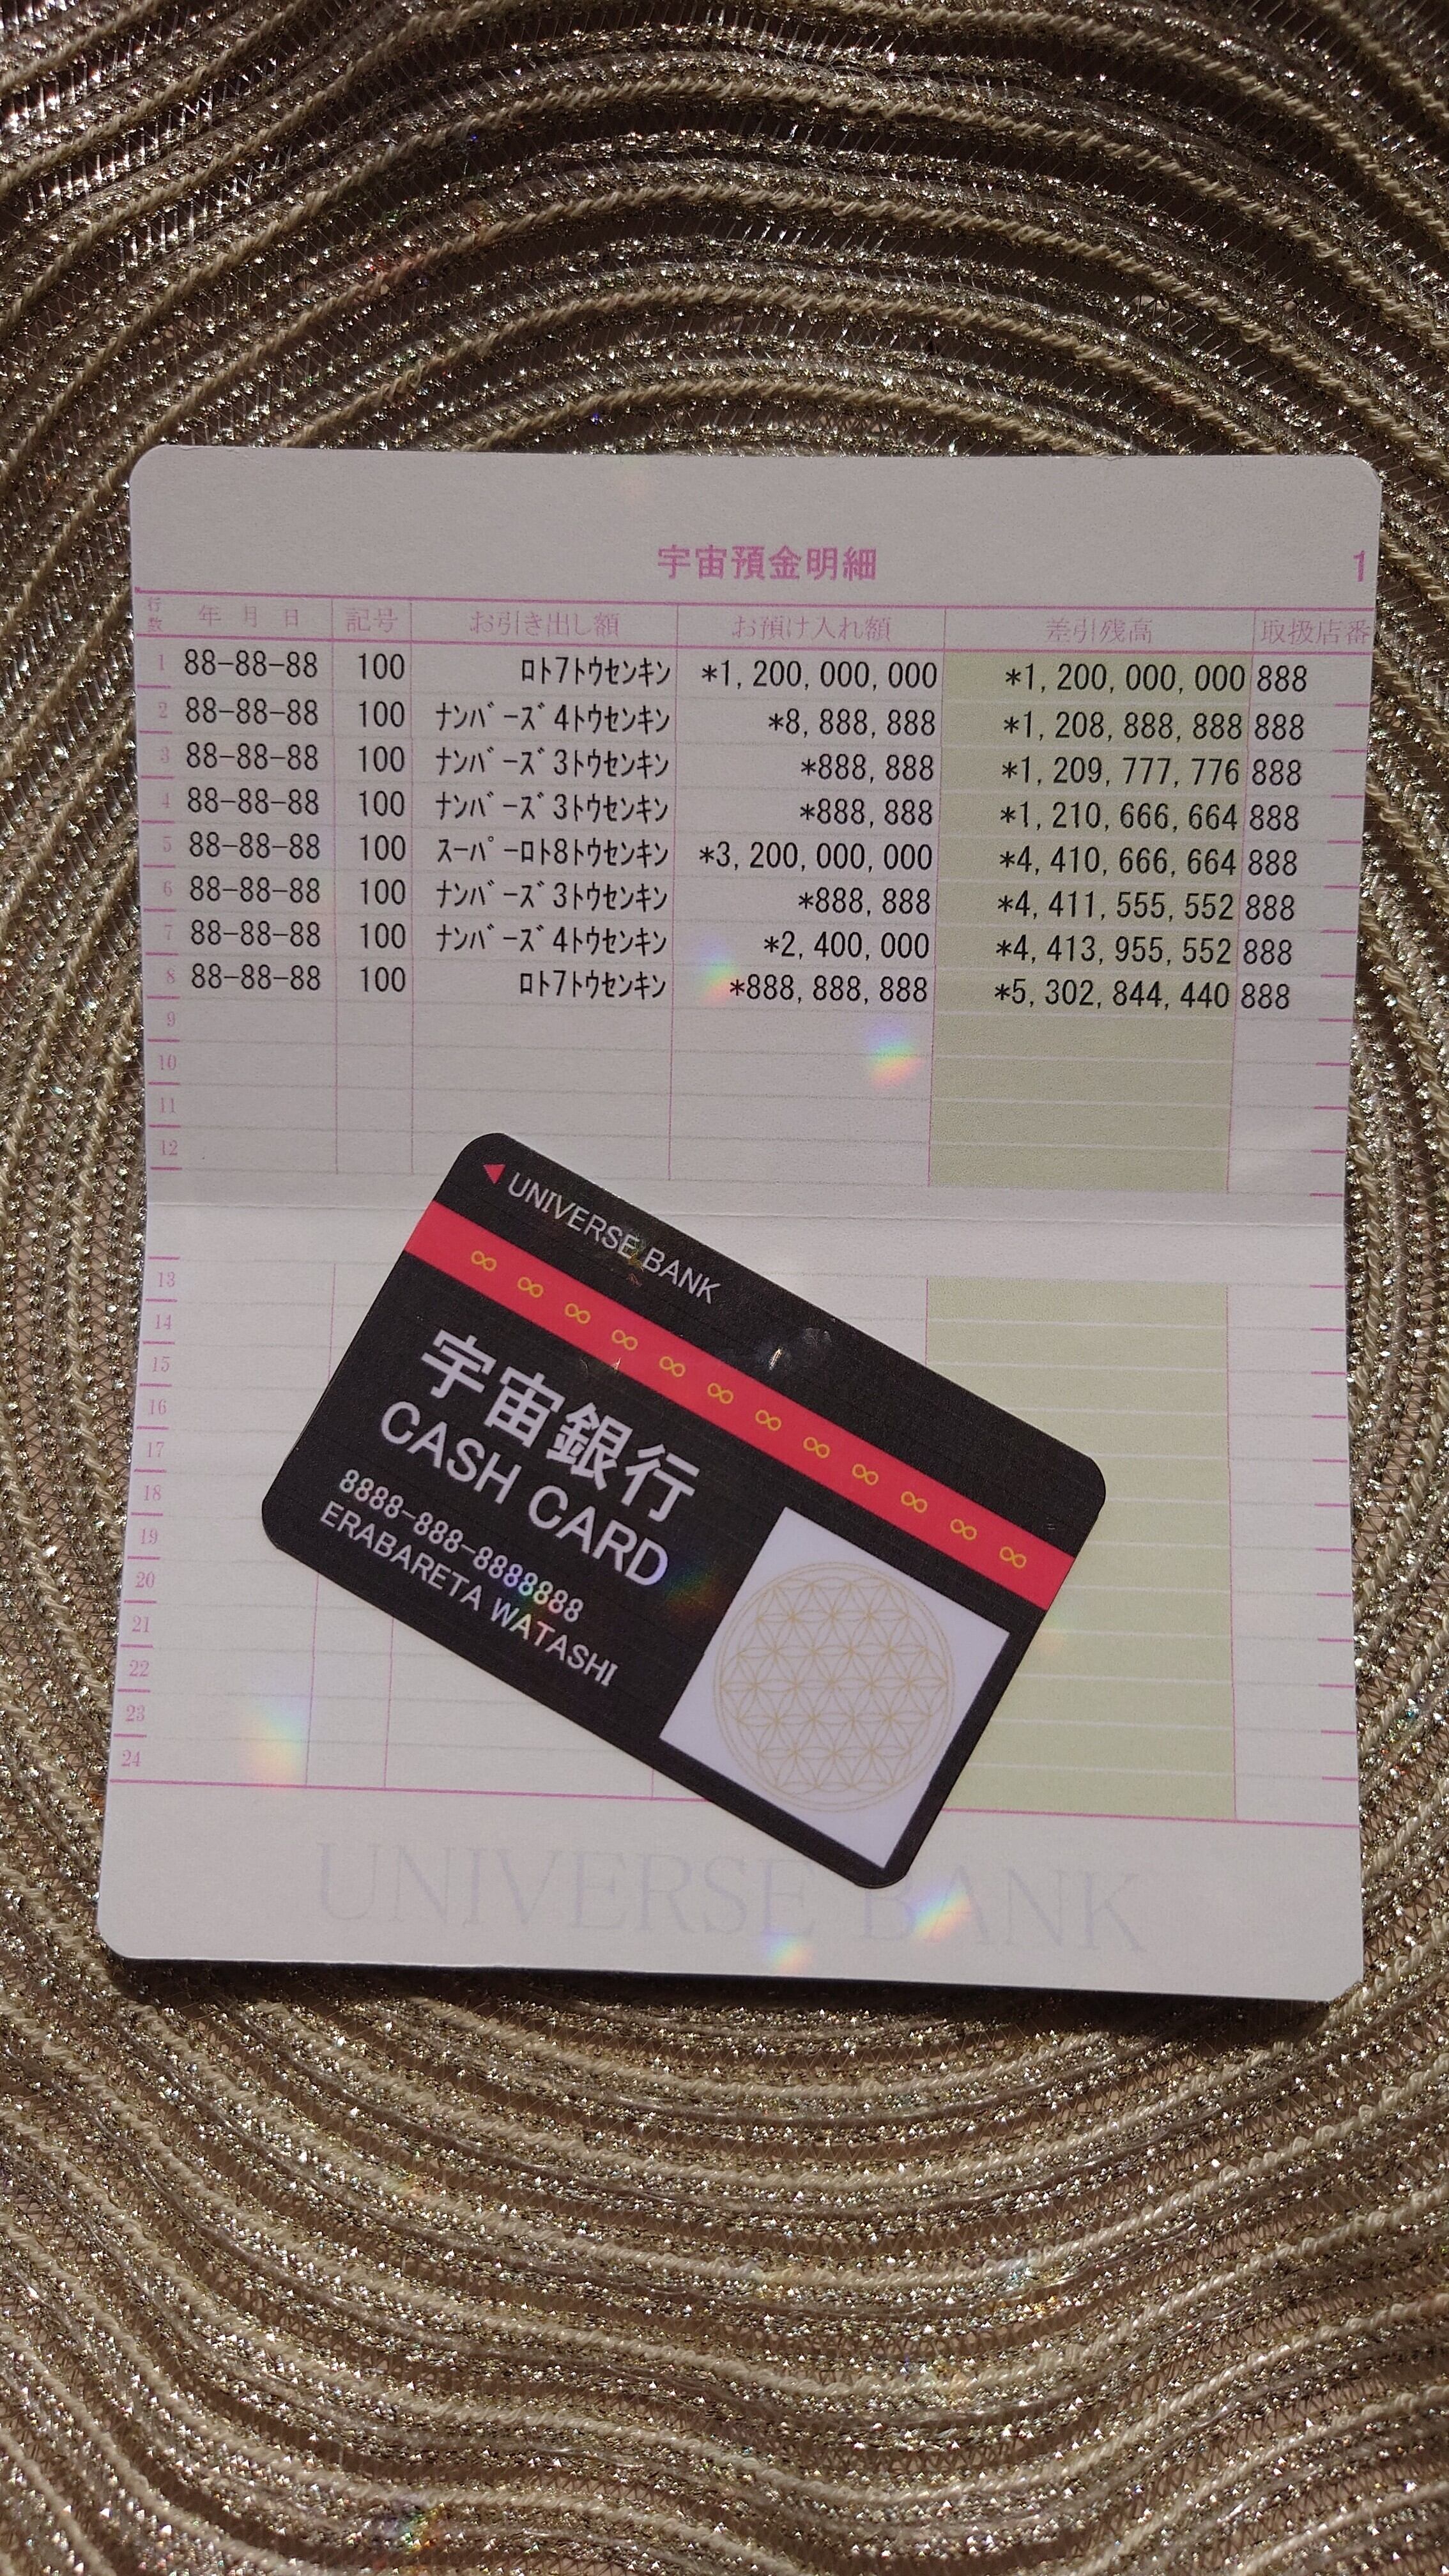 宇宙預金明細 1
行数 年 月 日 記号 お引き出し額 お預け入れ額 差引残高 取扱店番
1 88-88-88 100 ﾛﾄ7ﾄｳｾﾝｷﾝ *1,200,000,000 *1,200,000,000 888
2 88-88-88 100 ﾅﾝﾊﾞｰｽﾞ4ﾄｳｾﾝｷﾝ *8,888,888 *1,208,888,888 888
3 88-88-88 100 ﾅﾝﾊﾞｰｽﾞ3ﾄｳｾﾝｷﾝ *888,888 *1,209,777,776 888
4 88-88-88 100 ﾅﾝﾊﾞｰｽﾞ3ﾄｳｾﾝｷﾝ *888,888 *1,210,666,664 888
5 88-88-88 100 ｽｰﾊﾟｰﾛﾄ8ﾄｳｾﾝｷﾝ *3,200,000,000 *4,410,666,664 888
6 88-88-88 100 ﾅﾝﾊﾞｰｽﾞ3ﾄｳｾﾝｷﾝ *888,888 *4,411,555,552 888
7 88-88-88 100 ﾅﾝﾊﾞｰｽﾞ4ﾄｳｾﾝｷﾝ *2,400,000 *4,413,955,552 888
8 88-88-88 100 ﾛﾄ7ﾄｳｾﾝｷﾝ *888,888,888 *5,302,844,440 888
9
10
11
12
13
14
15
16
17
18
19
20
21
22
23
24
UNIVERSE BANK
∞ ∞ ∞ ∞ ∞ ∞ ∞ ∞ ∞ ∞ ∞ ∞
宇宙銀行
CASH CARD
8888-888-8888888
ERABARETA WATASHI
UNIVERSE BANK